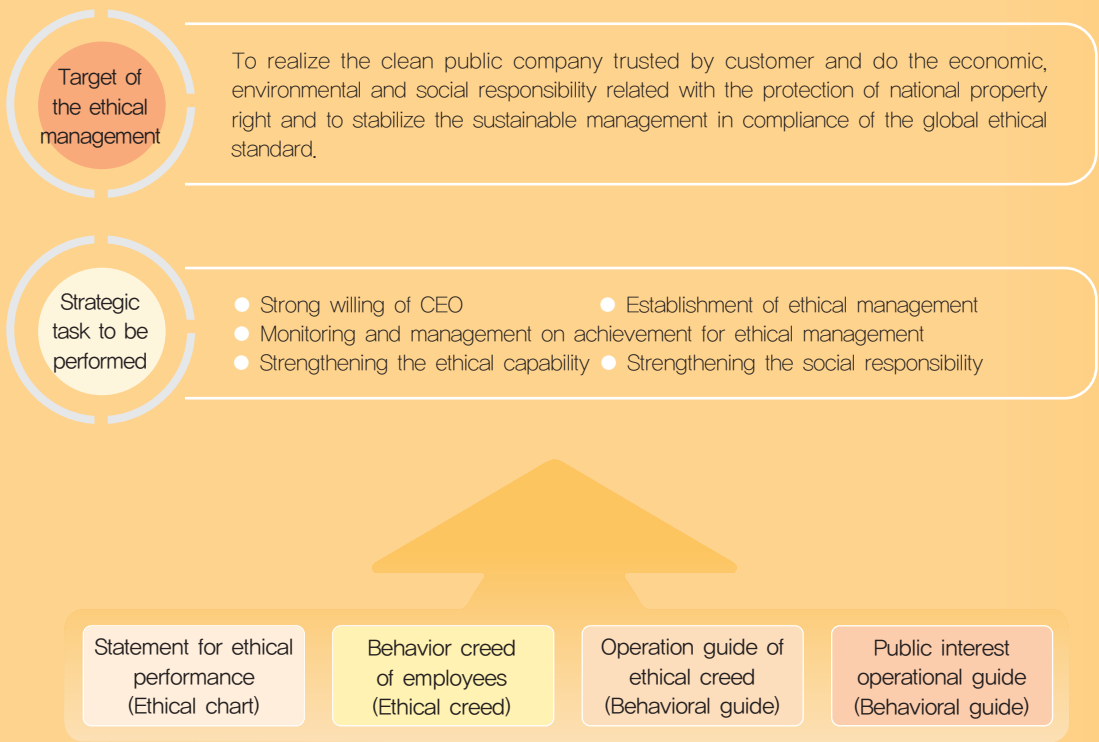 Target of
the ethical
management
To realize the clean public company trusted by customer and do the economic,
environmental and social responsibility related with the protection of national property
right and to stabilize the sustainable management in compliance of the global ethical
standard.
Strategic
task to be
performed
● Strong willing of CEO ● Establishment of ethical management
● Monitoring and management on achievement for ethical management
● Strengthening the ethical capability ● Strengthening the social responsibility
Statement for ethical
performance
(Ethical chart)
Behavior creed
of employees
(Ethical creed)
Operation guide of
ethical creed
(Behavioral guide)
Public interest
operational guide
(Behavioral guide)